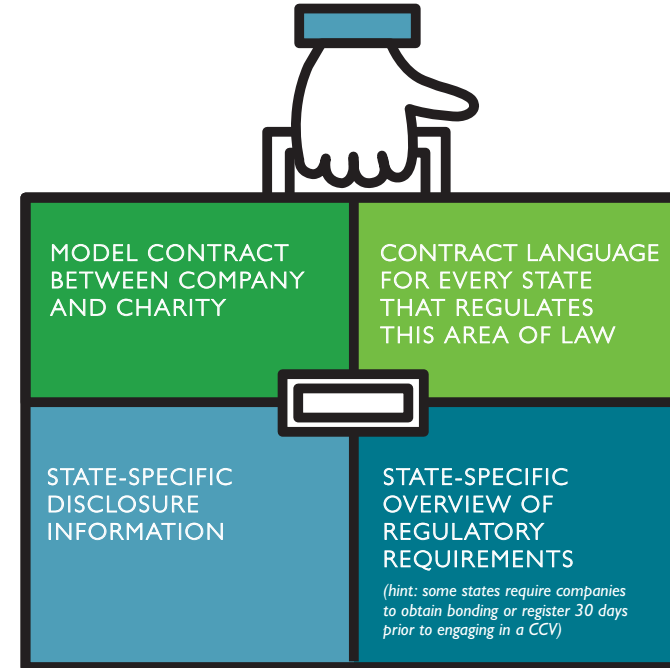 MODEL CONTRACT
BETWEEN COMPANY
AND CHARITY
CONTRACT LANGUAGE
FOR EVERY STATE
THAT REGULATES
THIS AREA OF LAW
STATE-SPECIFIC
DISCLOSURE
INFORMATION
STATE-SPECIFIC
OVERVIEW OF
REGULATORY
REQUIREMENTS
(hint: some states require companies
to obtain bonding or register 30 days
prior to engaging in a CCV)